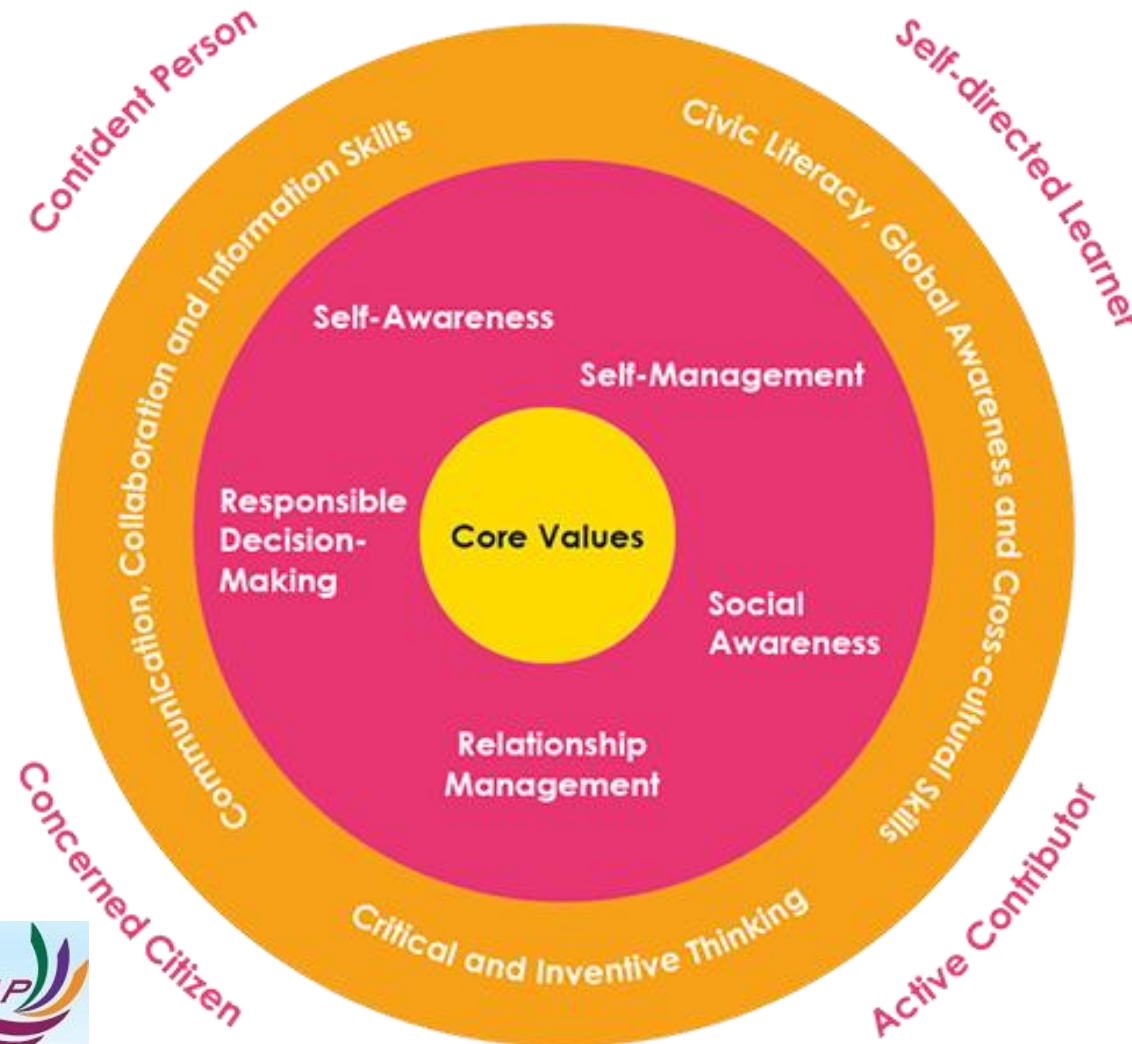 Confident Person
Self-directed Learner
Communication, Collaboration and Information Skills
Civic Literacy, Global Awareness and Cross-cultural Skills
Self-Awareness
Self-Management
Responsible
Decision-
Making
Core Values
Social
Awareness
Relationship
Management
Critical and Inventive Thinking
Concerned Citizen
Active Contributor